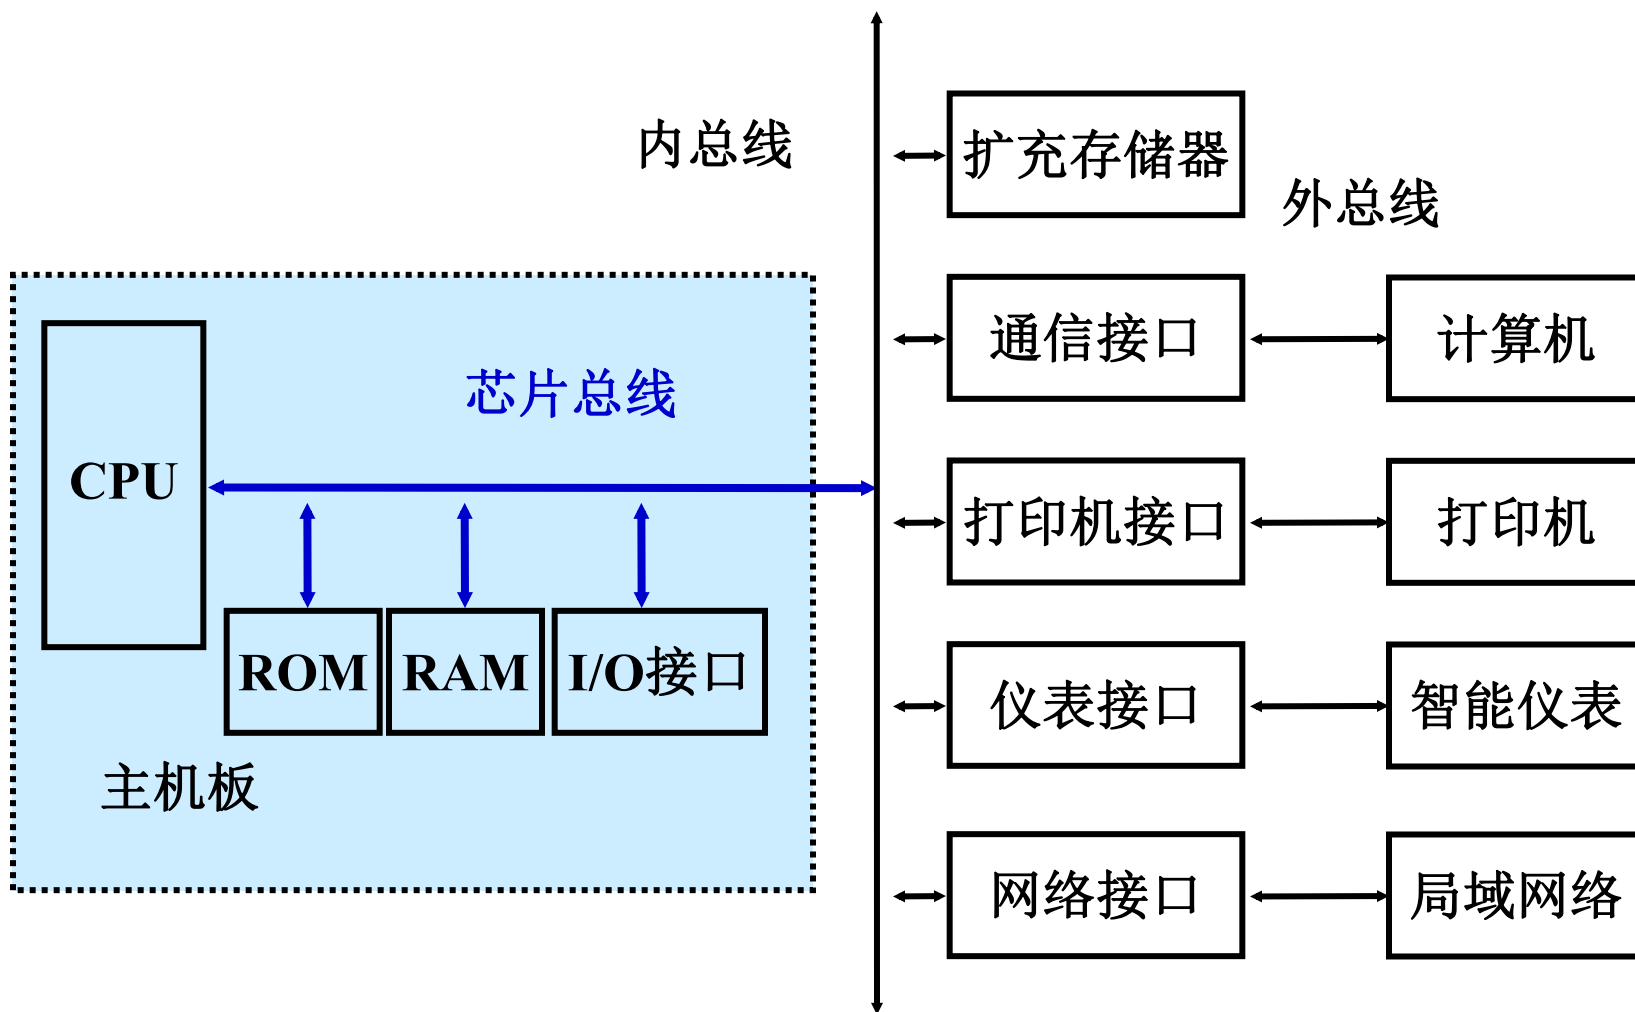 内总线
扩充存储器
外总线
通信接口
计算机
芯片总线
CPU
打印机接口
打印机
ROM
RAM
I/O接口
仪表接口
智能仪表
主机板
网络接口
局域网络